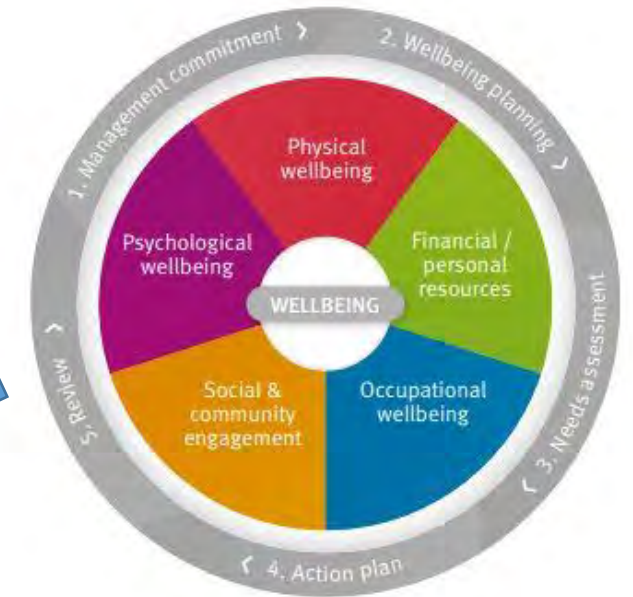 1. Management commitment >
2. Wellbeing planning >
3. Needs assessment >
4. Action plan >
5. Review >
Physical
wellbeing
Financial /
personal
resources
Occupational
wellbeing
Social &
community
engagement
Psychological
wellbeing
WELLBEING